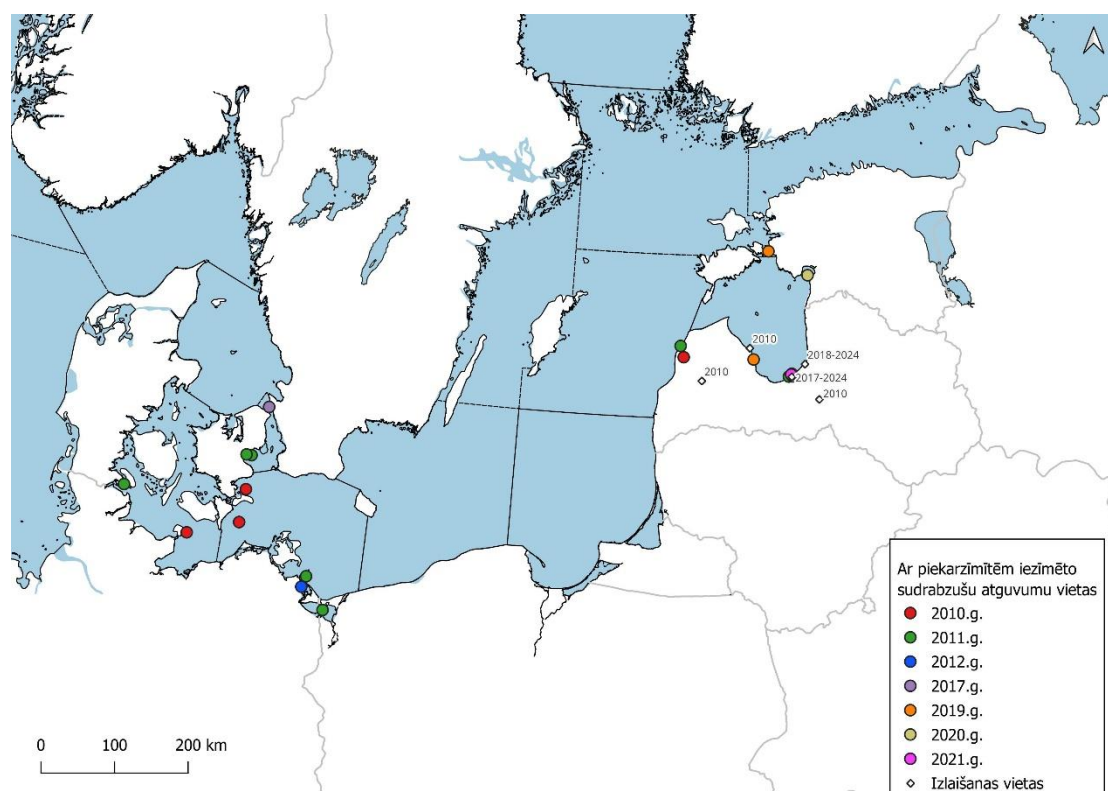 2010
2018-2024
2017-2024
2010
2010
Ar piekarzīmītēm iezīmēto
sudrabzušu atguvumu vietas
2010.g.
2011.g.
2012.g.
2017.g.
2019.g.
2020.g.
2021.g.
Izlaišanas vietas
0 100 200 km